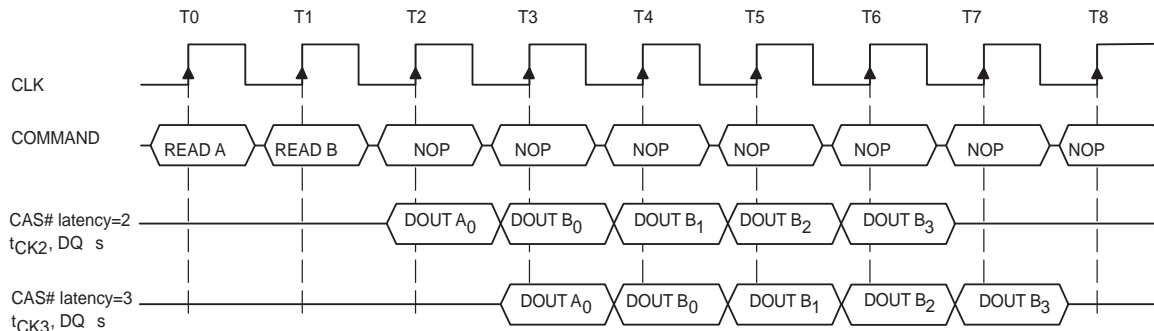 T0 T1 T2 T3 T4 T5 T6 T7 T8
CLK
COMMAND
READ A READ B NOP NOP NOP NOP NOP NOP NOP
CAS# latency=2
tCK2, DQ s
DOUT A0 DOUT B0 DOUT B1 DOUT B2 DOUT B3
CAS# latency=3
tCK3, DQ s
DOUT A0 DOUT B0 DOUT B1 DOUT B2 DOUT B3